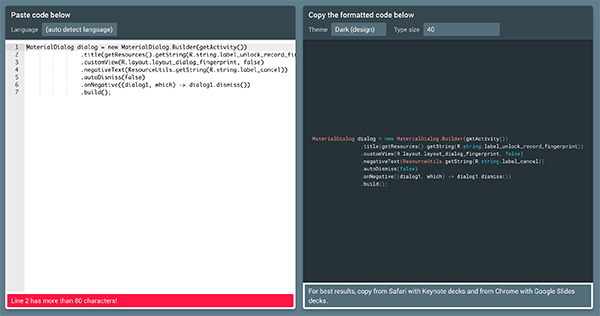 Paste code below
Language (auto detect language)
1 MaterialDialog dialog = new MaterialDialog.Builder(getActivity())
2 .title(getResources().getString(R.string.label_unlock_record_fin
3 .customView(R.layout.layout_dialog_fingerprint, false)
4 .negativeText(ResourceUtils.getString(R.string.label_cancel))
5 .autoDismiss(false)
6 .onNegative((dialog1, which) -> dialog1.dismiss())
7 .build();
Line 2 has more than 80 characters!
Copy the formatted code below
Theme Dark (design) Type size 40
MaterialDialog dialog = new MaterialDialog.Builder(getActivity())
.title(getResources().getString(R.string.label_unlock_record_fingerprint))
.customView(R.layout.layout_dialog_fingerprint, false)
.negativeText(ResourceUtils.getString(R.string.label_cancel))
.autoDismiss(false)
.onNegative((dialog1, which) -> dialog1.dismiss())
.build();
For best results, copy from Safari with Keynote decks and from Chrome with Google Slides
decks.